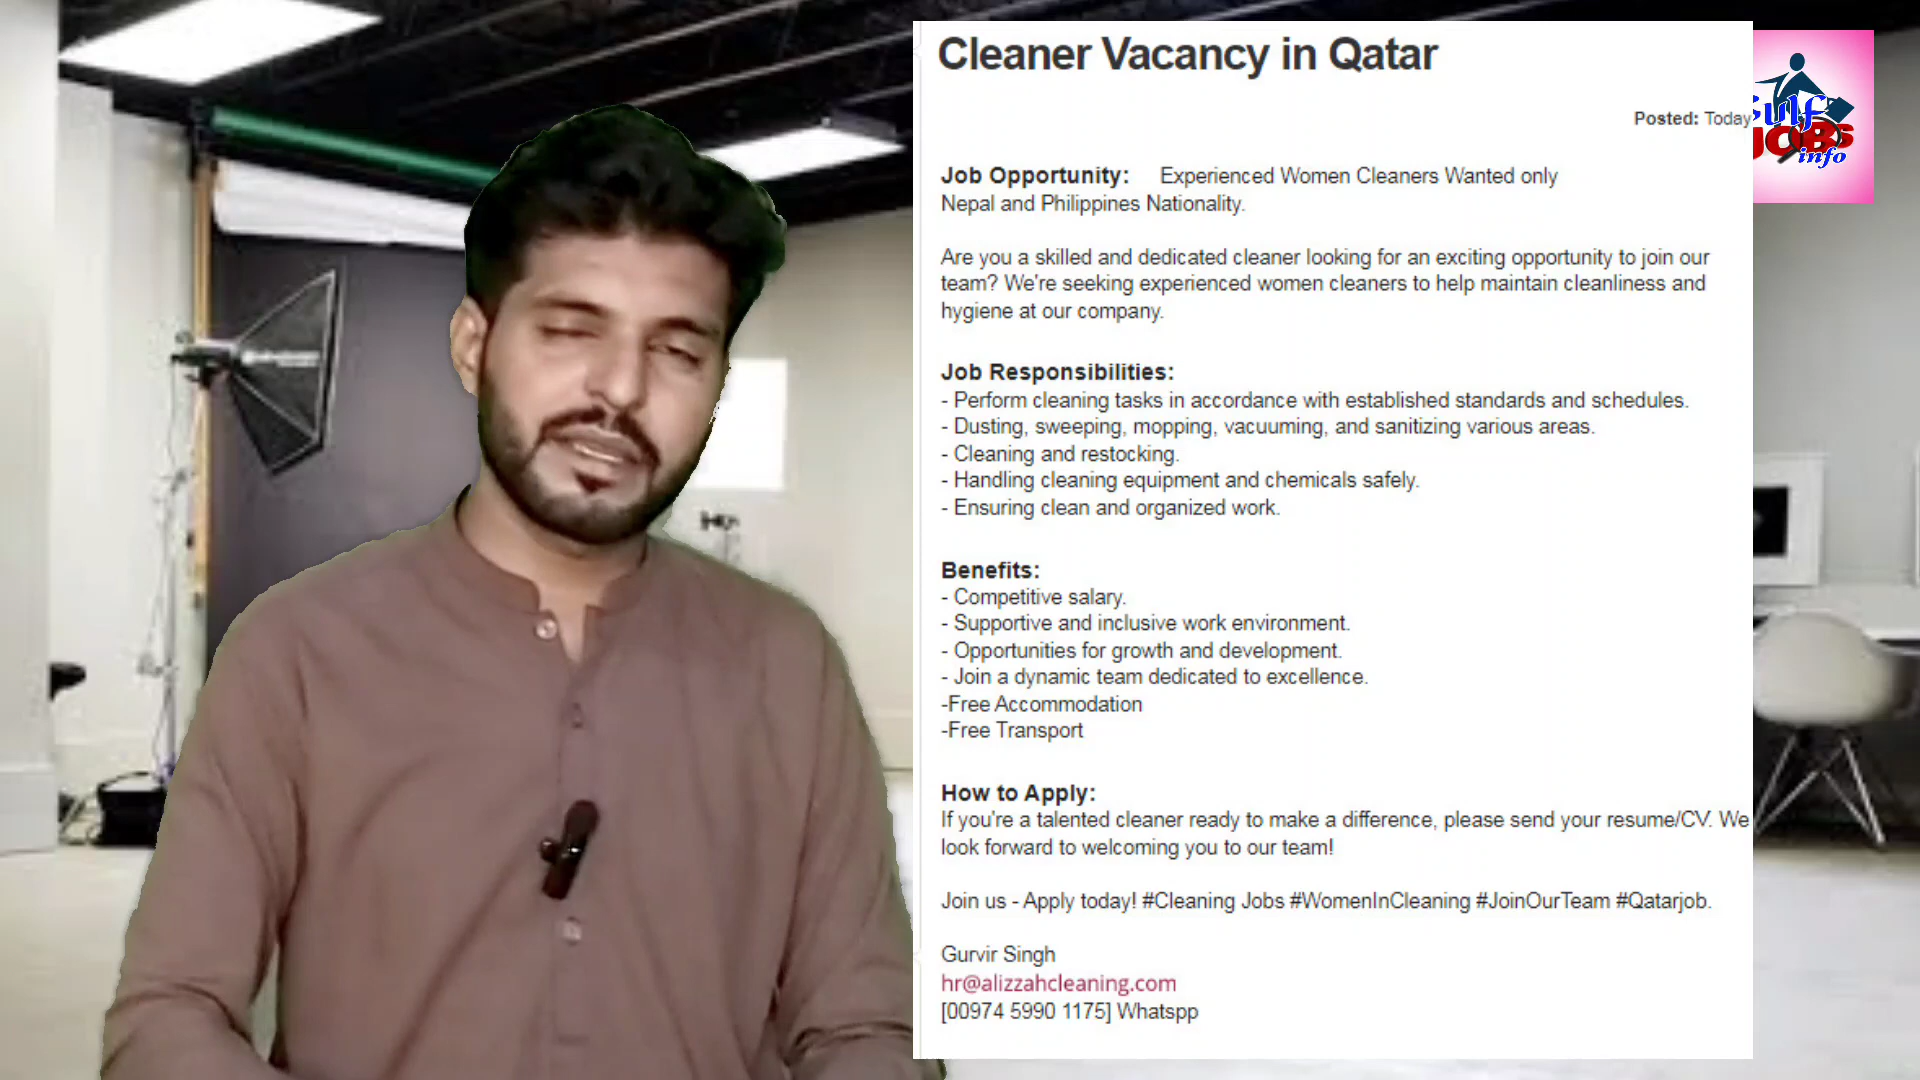 Cleaner Vacancy in Qatar
Posted: Today
Gulf
JOBS
info
Job Opportunity: Experienced Women Cleaners Wanted only
Nepal and Philippines Nationality.
Are you a skilled and dedicated cleaner looking for an exciting opportunity to join our
team? We're seeking experienced women cleaners to help maintain cleanliness and
hygiene at our company.
Job Responsibilities:
- Perform cleaning tasks in accordance with established standards and schedules.
- Dusting, sweeping, mopping, vacuuming, and sanitizing various areas.
- Cleaning and restocking.
- Handling cleaning equipment and chemicals safely.
- Ensuring clean and organized work.
Benefits:
- Competitive salary.
- Supportive and inclusive work environment.
- Opportunities for growth and development.
- Join a dynamic team dedicated to excellence.
-Free Accommodation
-Free Transport
How to Apply:
If you're a talented cleaner ready to make a difference, please send your resume/CV. We
look forward to welcoming you to our team!
Join us - Apply today! #Cleaning Jobs #WomenInCleaning #JoinOurTeam #Qatarjob.
Gurvir Singh
hr@alizzahcleaning.com
[00974 5990 1175] Whatspp